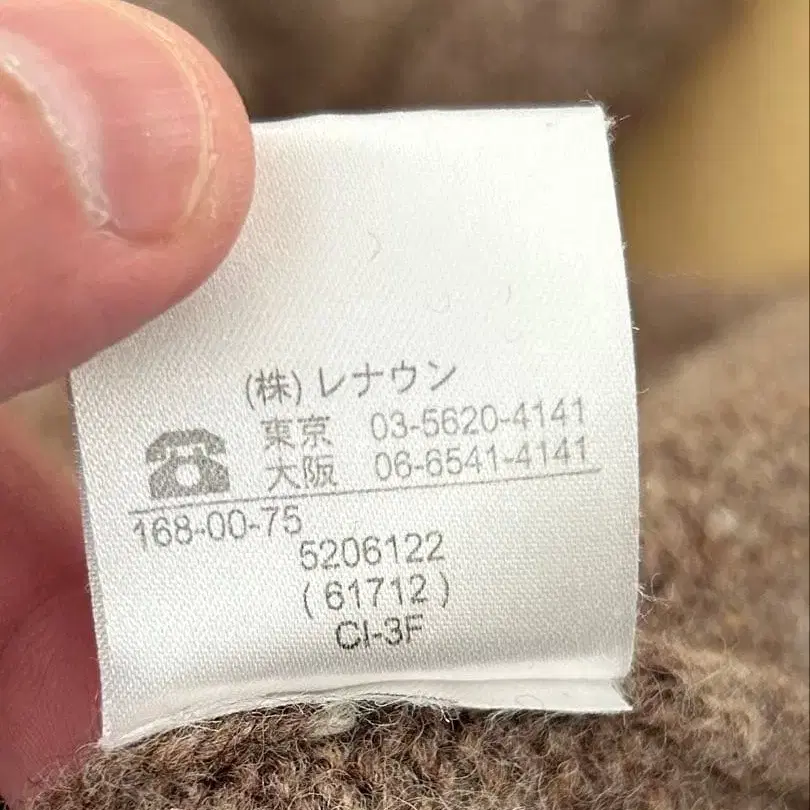 (株) レナウン
東京 03-5620-4141
大阪 06-6541-4141
168-00-75
5206122
( 61712 )
CI-3F